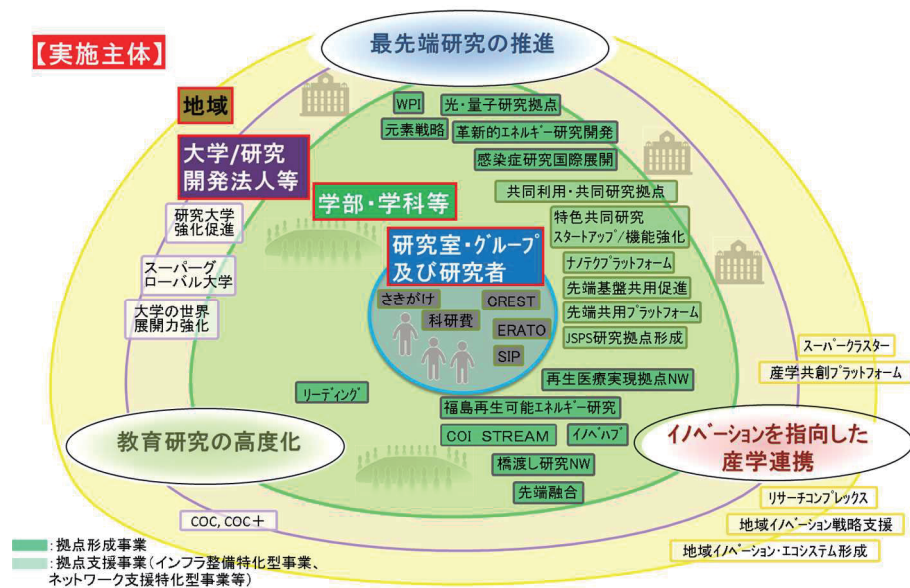 最先端研究の推進
【実施主体】
地域
大学/研究
開発法人等
学部・学科等
研究室・グループ
及び研究者
WPI
光・量子研究拠点
元素戦略
革新的エネルギー研究開発
感染症研究国際展開
共同利用・共同研究拠点
特色共同研究
スタートアップ/機能強化
ナノテクプラットフォーム
先端基盤共用促進
先端共用プラットフォーム
JSPS研究拠点形成
研究大学
強化促進
スーパーグ
ローバル大学
大学の世界
展開力強化
さきがけ
CREST
科研費
ERATO
SIP
スーパークラスター
産学共創プラットフォーム
再生医療実現拠点NW
リーディング
福島再生可能エネルギー研究
COI STREAM
イノベハブ
橋渡し研究NW
先端融合
教育研究の高度化
イノベーションを指向した
産学連携
リサーチコンプレックス
地域イノベーション戦略支援
地域イノベーション・エコシステム形成
COC, COC+
:拠点形成事業
:拠点支援事業(インフラ整備特化型事業、
ネットワーク支援特化型事業等)